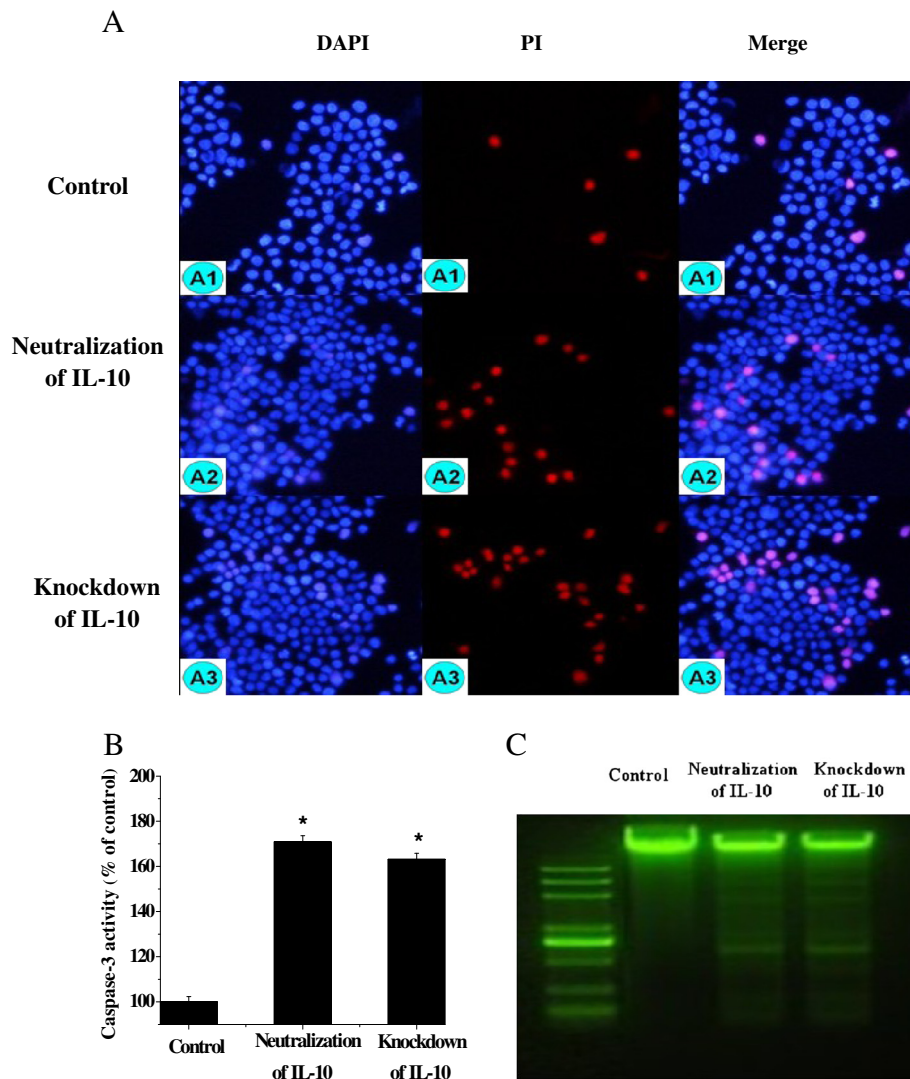 A
DAPI PI Merge
Control
A1 A1 A1
Neutralization
of IL-10
A2 A2 A2
Knockdown
of IL-10
A3 A3 A3
B
Caspase-3 activity (% of control)
200
180
160
140
120
100
*
*
Control
Neutralization
of IL-10
Knockdown
of IL-10
C
Control
Neutralization
of IL-10
Knockdown
of IL-10